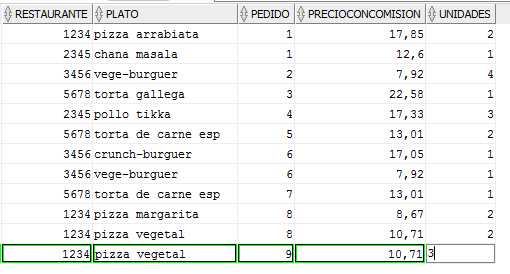 RESTAURANTE PLATO PEDIDO PRECIOCONCOMISION UNIDADES
1234 pizza arrabiata 1 17,85 2
2345 chana masala 1 12,6 1
3456 vege-burguer 2 7,92 4
5678 torta gallega 3 22,58 1
2345 pollo tikka 4 17,33 3
5678 torta de carne esp 5 13,01 2
3456 crunch-burguer 6 17,05 1
3456 vege-burguer 6 7,92 1
5678 torta de carne esp 7 13,01 1
1234 pizza margarita 8 8,67 2
1234 pizza vegetal 8 10,71 2
1234 pizza vegetal 9 10,71 3